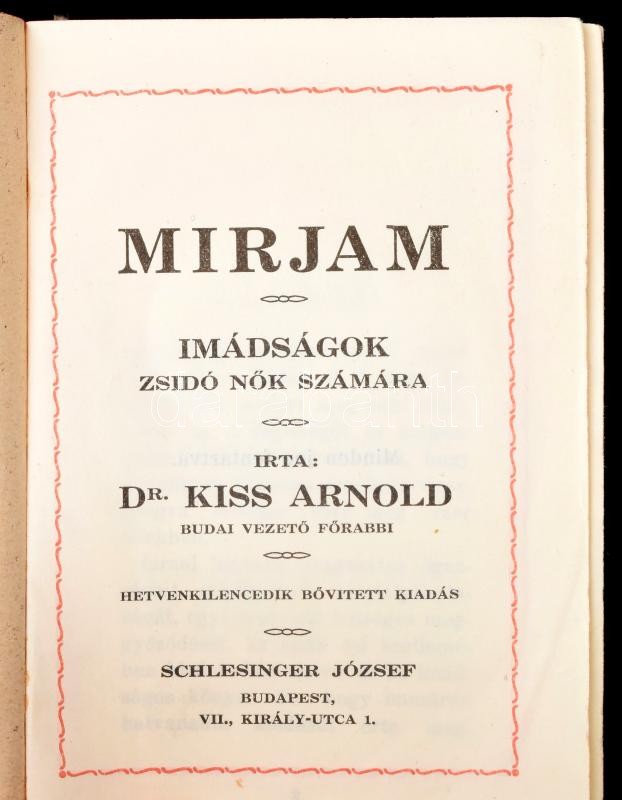 MIRJAM
IMÁDSÁGOK
ZSIDÓ NŐK SZÁMÁRA
IRTA:
DR. KISS ARNOLD
BUDAI VEZETŐ FŐRABBI
HETVENKILENCEDIK BŐVITETT KIADÁS
SCHLESINGER JÓZSEF
BUDAPEST,
VII., KIRÁLY-UTCA 1.
darabanth